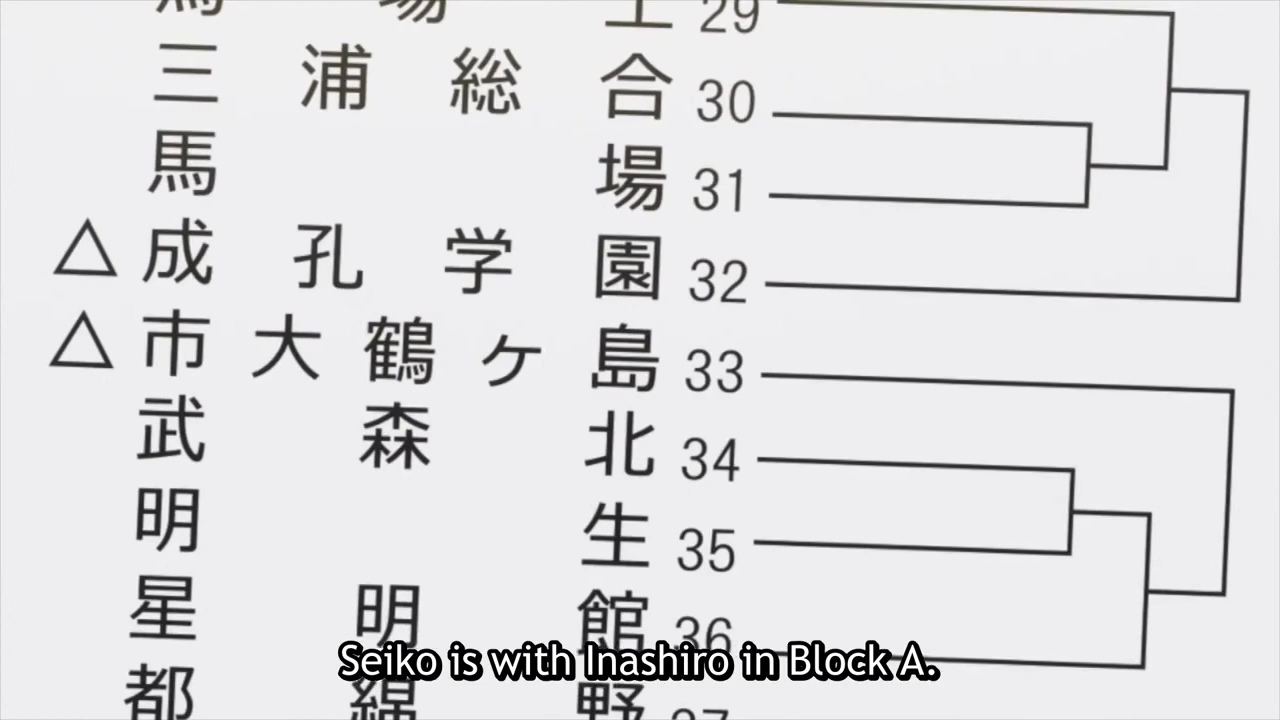 29
三浦総合 30
馬場 31
△成孔学園 32
△市大鶴ヶ島 33
武森北 34
明生 35
星明館 36
Seiko is with Inashiro in Block A.